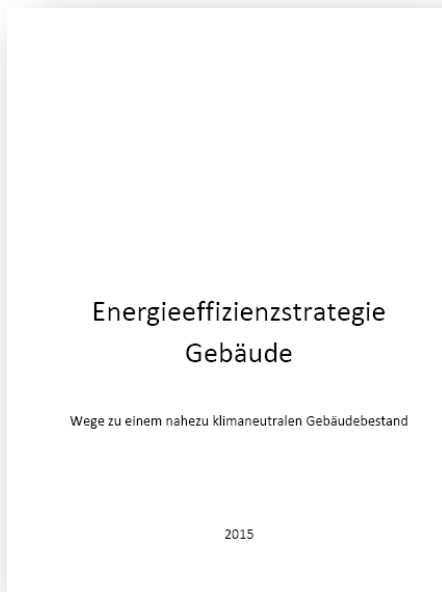 Energieeffizienzstrategie
Gebäude
Wege zu einem nahezu klimaneutralen Gebäudebestand
2015